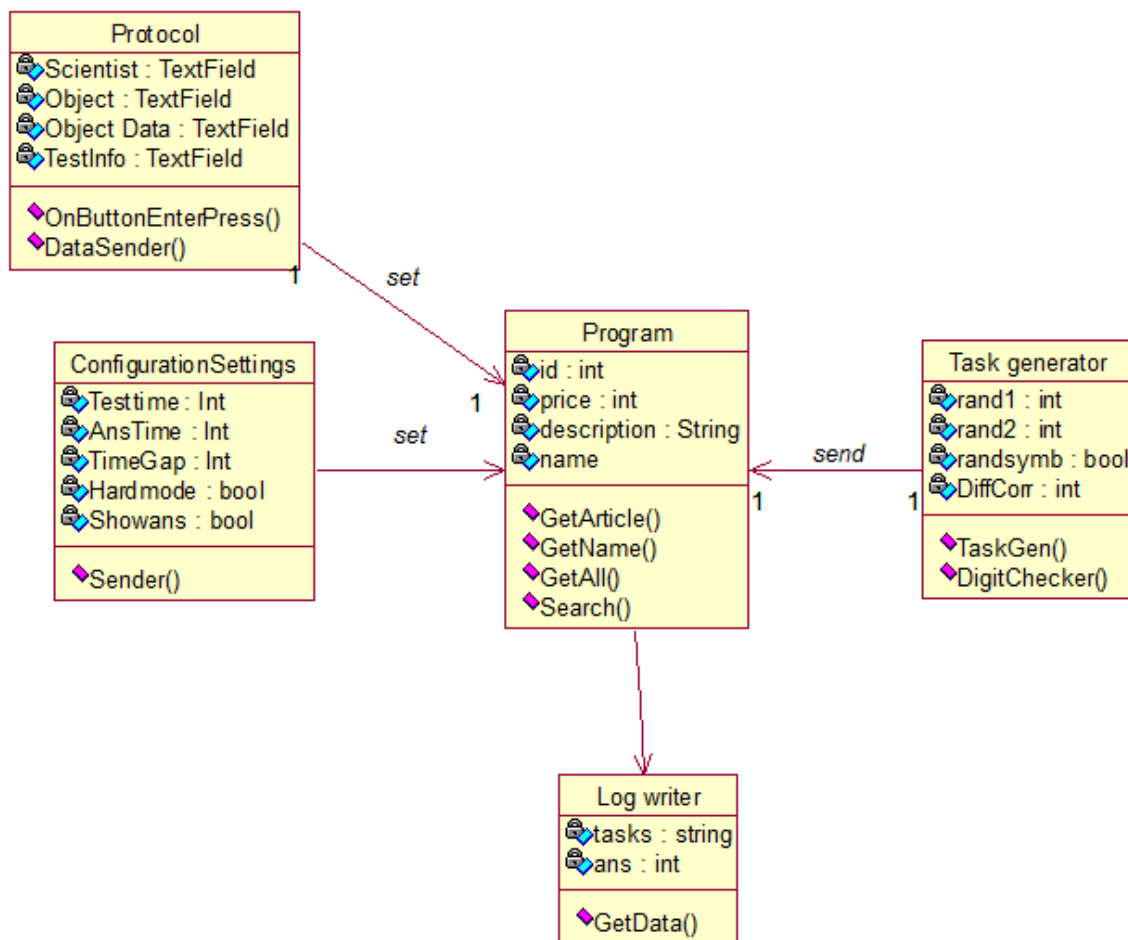 Protocol
Scientist : TextField
Object : TextField
Object Data : TextField
TestInfo : TextField
OnButtonEnterPress()
DataSender()
1
set
1
ConfigurationSettings
Testtime : Int
AnsTime : Int
TimeGap : Int
Hardmode : bool
Showans : bool
Sender()
set
Program
id : int
price : int
description : String
name
GetArticle()
GetName()
GetAll()
Search()
send
1
1
Task generator
rand1 : int
rand2 : int
randsymb : bool
DiffCorr : int
TaskGen()
DigitChecker()
Log writer
tasks : string
ans : int
GetData()